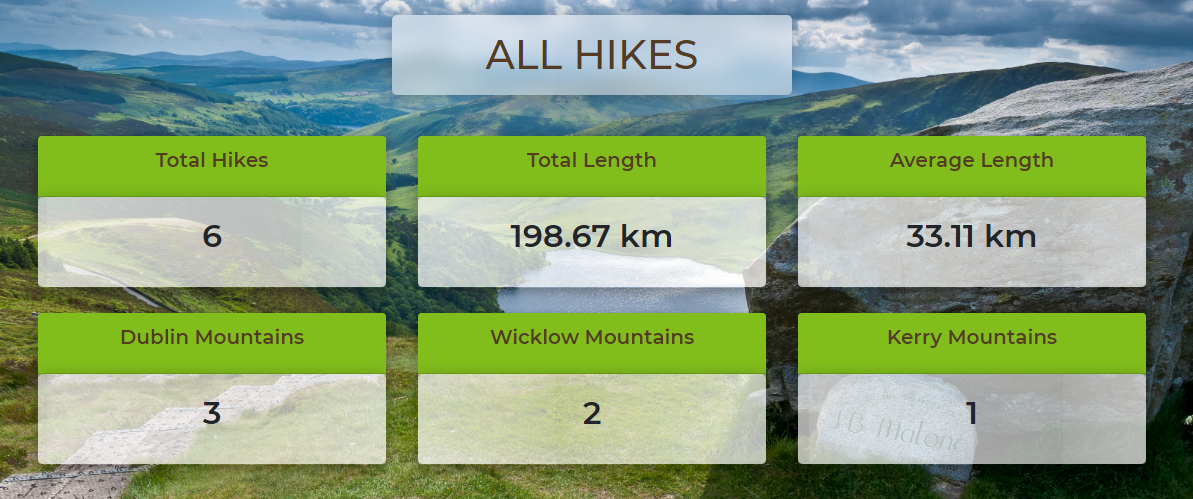 ALL HIKES
Total Hikes
Total Length
Average Length
6
198.67 km
33.11 km
Dublin Mountains
Wicklow Mountains
Kerry Mountains
3
2
1
J·B Malone